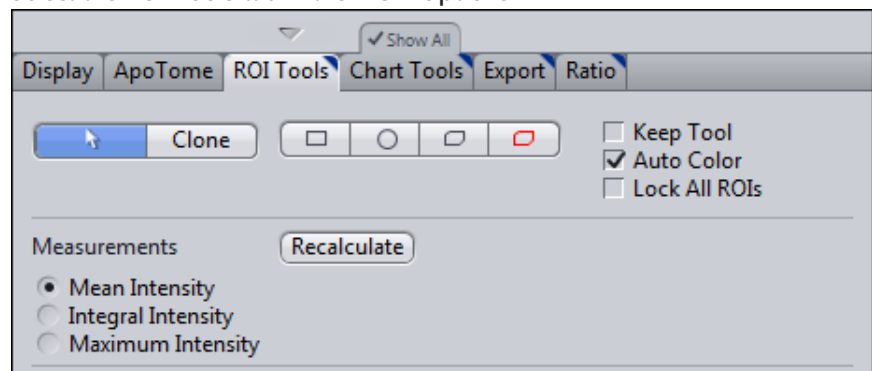 Show All
Display ApoTome ROI Tools Chart Tools Export Ratio
Clone
Keep Tool
Auto Color
Lock All ROIs
Measurements Recalculate
Mean Intensity
Integral Intensity
Maximum Intensity